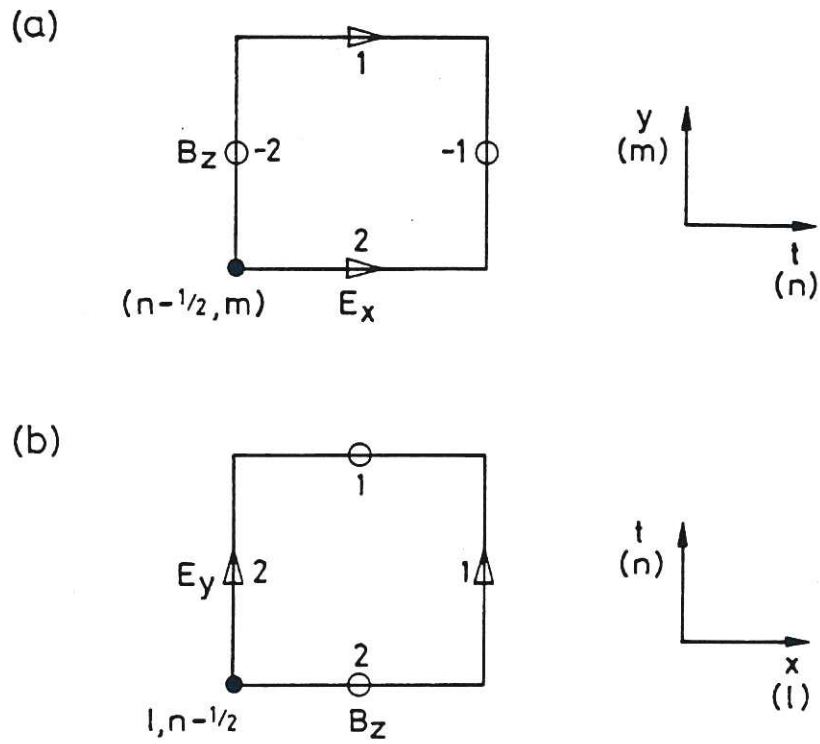 (a)
1
y
(m)
B_z -2
-1
2
t
(n)
(n-1/2, m)
E_x
(b)
1
t
(n)
E_y 2
1
2
x
(l)
l, n-1/2
B_z